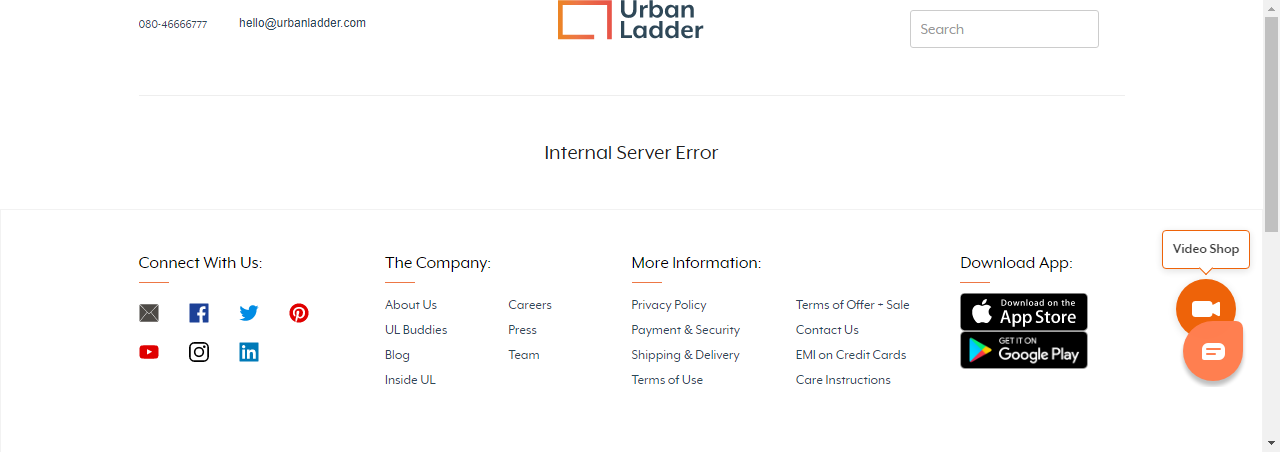 080-46666777
hello@urbanladder.com
Urban
Ladder
Search
Internal Server Error
Connect With Us:
The Company:
About Us
Careers
UL Buddies
Press
Blog
Team
Inside UL
More Information:
Privacy Policy
Terms of Offer + Sale
Payment & Security
Contact Us
Shipping & Delivery
EMI on Credit Cards
Terms of Use
Care Instructions
Download App:
Download on the
App Store
GET IT ON
Google Play
Video Shop